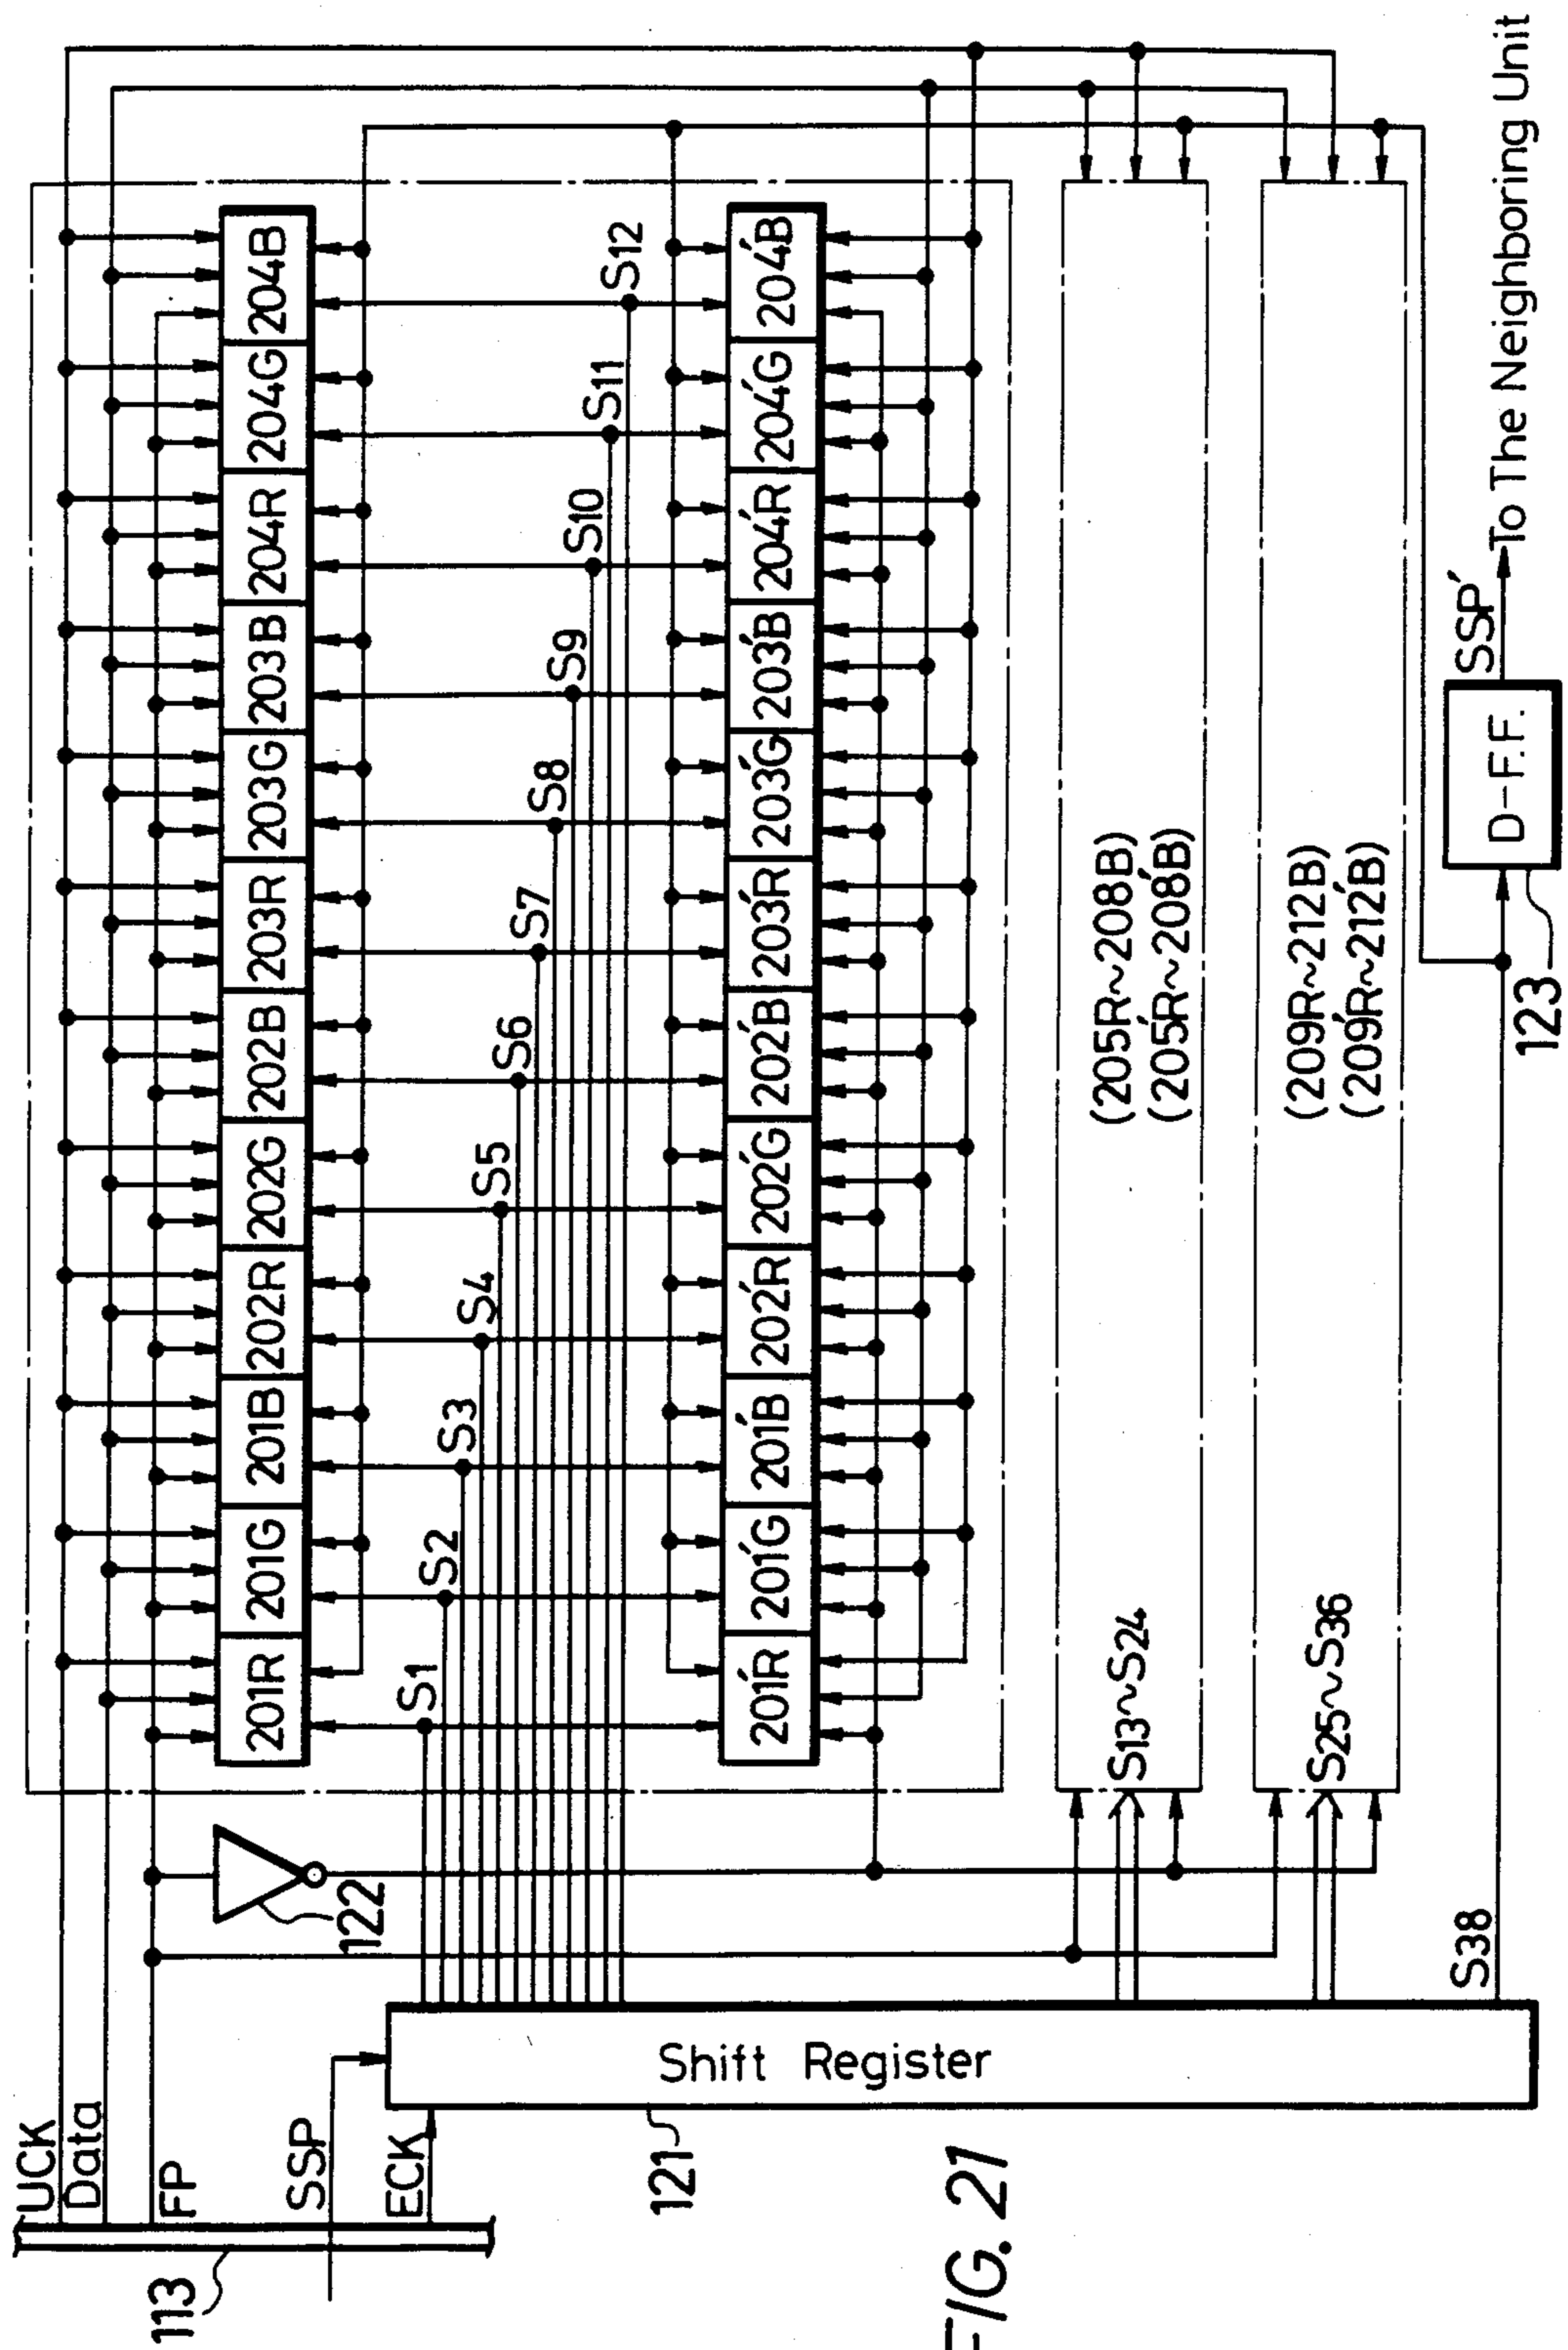 UCK
Data
FP
SSP
ECK
113
122
121
Shift Register
201R
201G
201B
202R
202G
202B
203R
203G
203B
204R
204G
204B
S1
S2
S3
S4
S5
S6
S7
S8
S9
S10
S11
S12
201'R
201'G
201'B
202'R
202'G
202'B
203'R
203'G
203'B
204'R
204'G
204'B
S13~S24
(205R~208B)
(205'R~208'B)
S25~S36
(209R~212B)
(209'R~212'B)
S38
123
D-F.F.
SSP'
To The Neighboring Unit
FIG. 21